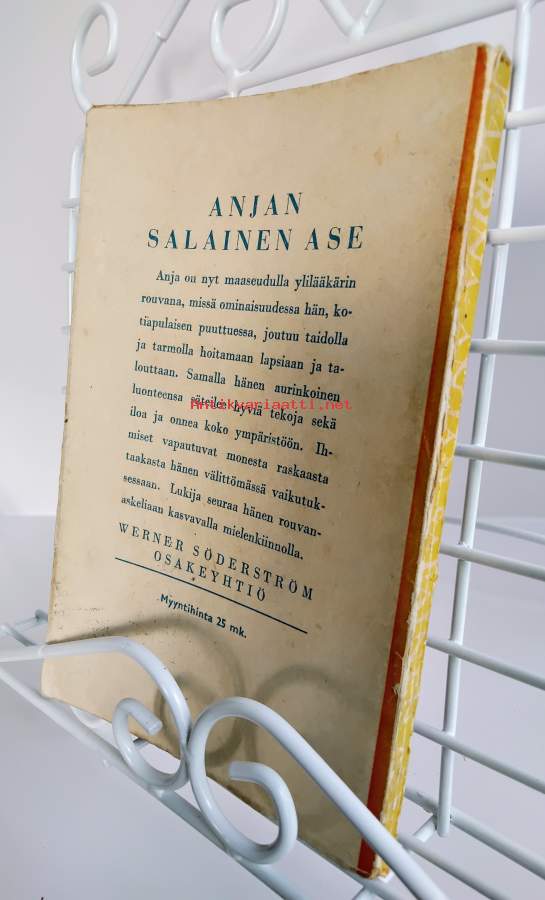 ANJAN
SALAINEN ASE
Anja on nyt maaseudulla ylilääkärin
rouvana, missä ominaisuudessa hän, ko-
tiapulaisen puuttuessa, joutuu taidolla
ja tarmolla hoitamaan lapsiaan ja ta-
louttaan. Samalla hänen aurinkoinen
luonteensa säteilee hyviä tekoja sekä
iloa ja onnea koko ympäristöön. Ih-
miset vapautuvat monesta raskaasta
taakasta hänen välittömässä vaikutuk-
sessaan. Lukija seuraa hänen rouvan-
askeliaan kasvavalla mielenkiinnolla.
WERNER SÖDERSTRÖM
OSAKEYHTIÖ
Myyntihinta 25 mk.
Antikvariaatti.net
KAARINA